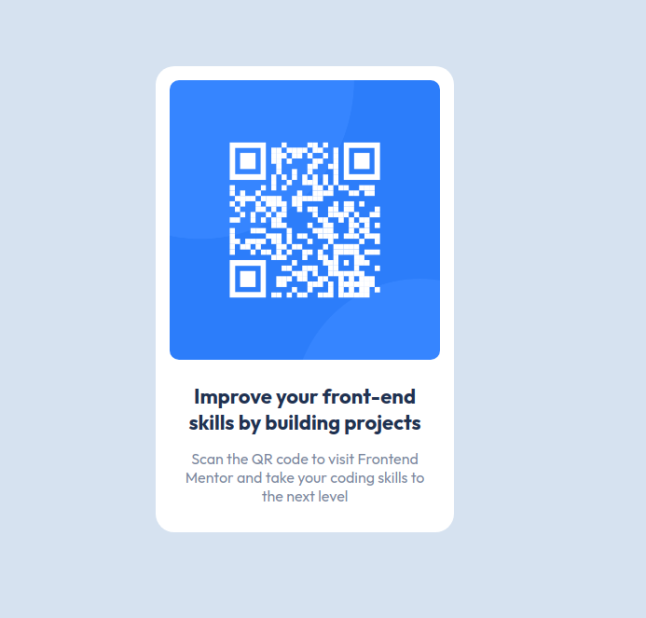 Improve your front-end
skills by building projects
Scan the QR code to visit Frontend
Mentor and take your coding skills to
the next level